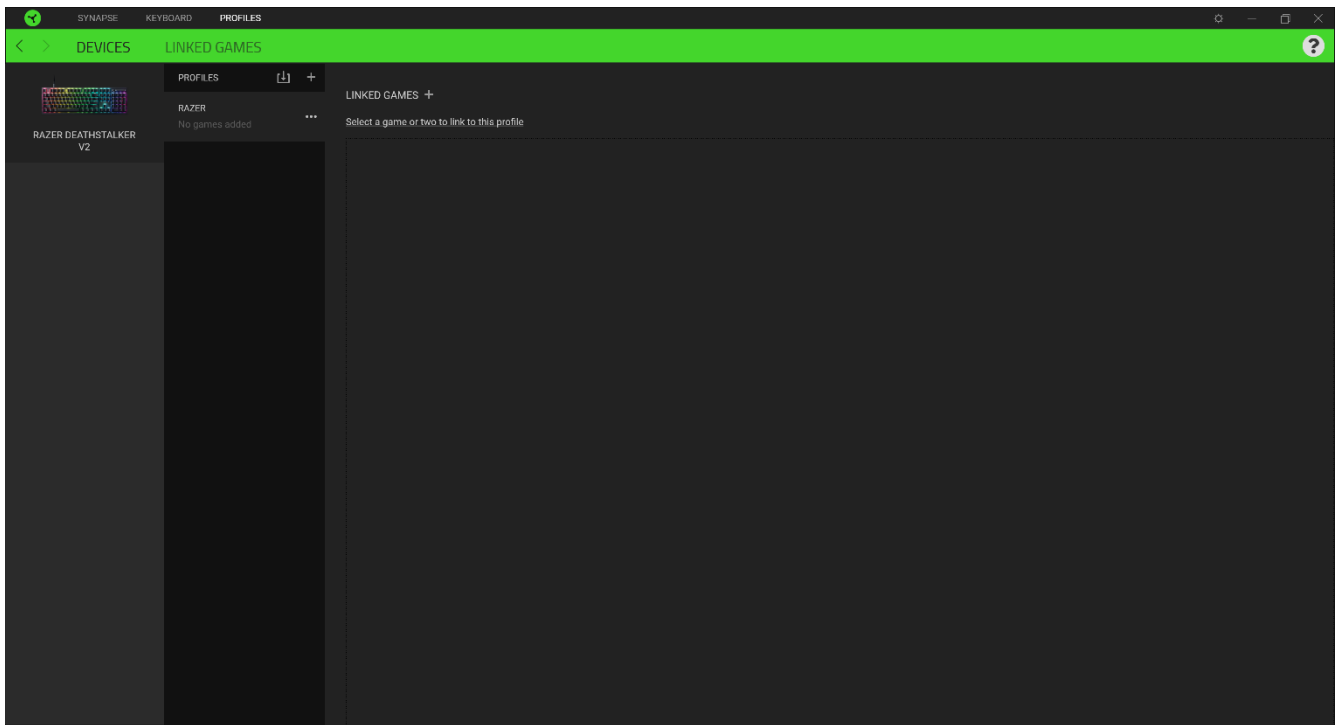 SYNAPSE KEYBOARD PROFILES
DEVICES LINKED GAMES
?
RAZER DEATHSTALKER
V2
PROFILES
RAZER
No games added
LINKED GAMES +
Select a game or two to link to this profile